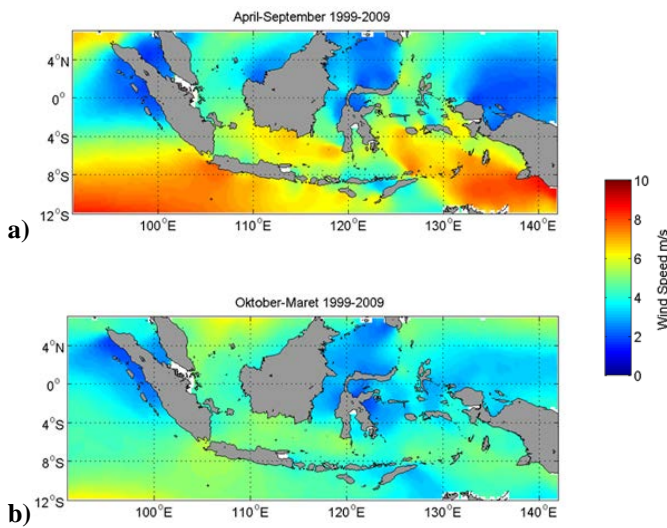 April-September 1999-2009
4°N
0°
4°S
8°S
12°S
100°E 110°E 120°E 130°E 140°E
a)
10
8
6
4
2
0
Wind Speed m/s
Oktober-Maret 1999-2009
4°N
0°
4°S
8°S
12°S
100°E 110°E 120°E 130°E 140°E
b)